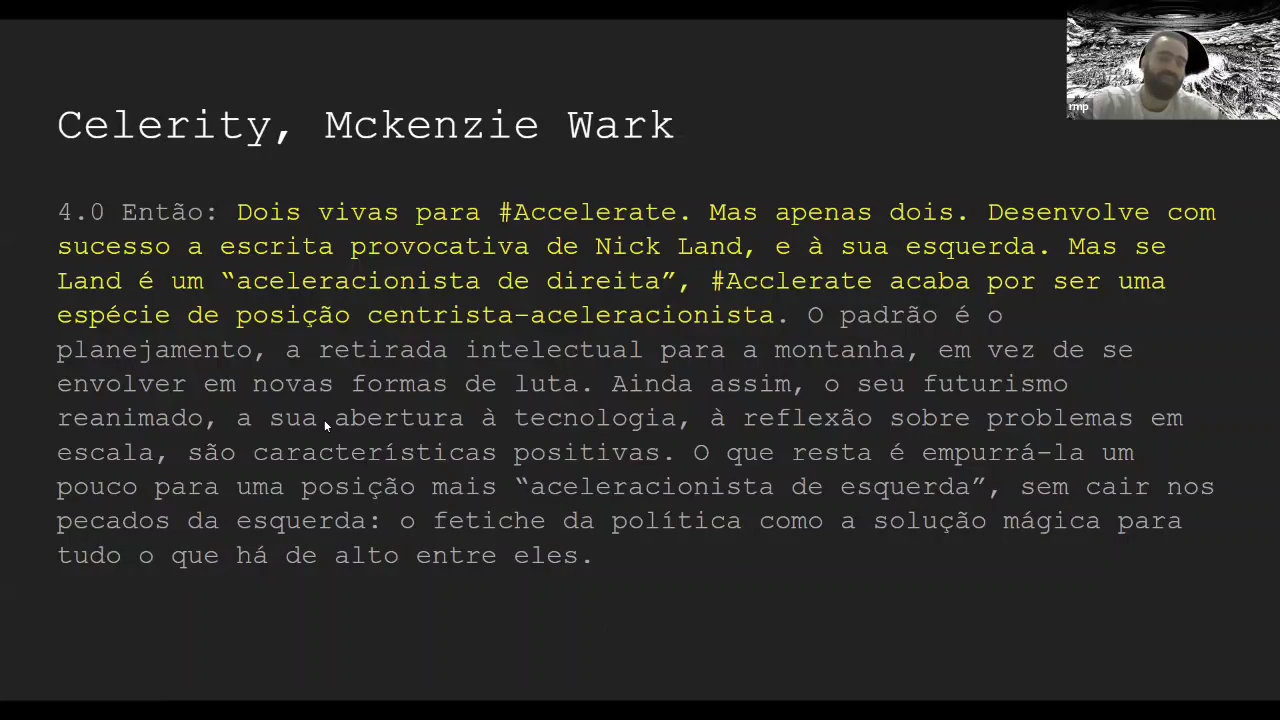 Celerity, Mckenzie Wark
rmp
4.0 Então: Dois vivas para #Accelerate. Mas apenas dois. Desenvolve com
sucesso a escrita provocativa de Nick Land, e à sua esquerda. Mas se
Land é um “aceleracionista de direita”, #Acclerate acaba por ser uma
espécie de posição centrista-aceleracionista. O padrão é o
planejamento, a retirada intelectual para a montanha, em vez de se
envolver em novas formas de luta. Ainda assim, o seu futurismo
reanimado, a sua abertura à tecnologia, à reflexão sobre problemas em
escala, são características positivas. O que resta é empurrá-la um
pouco para uma posição mais “aceleracionista de esquerda”, sem cair nos
pecados da esquerda: o fetiche da política como a solução mágica para
tudo o que há de alto entre eles.